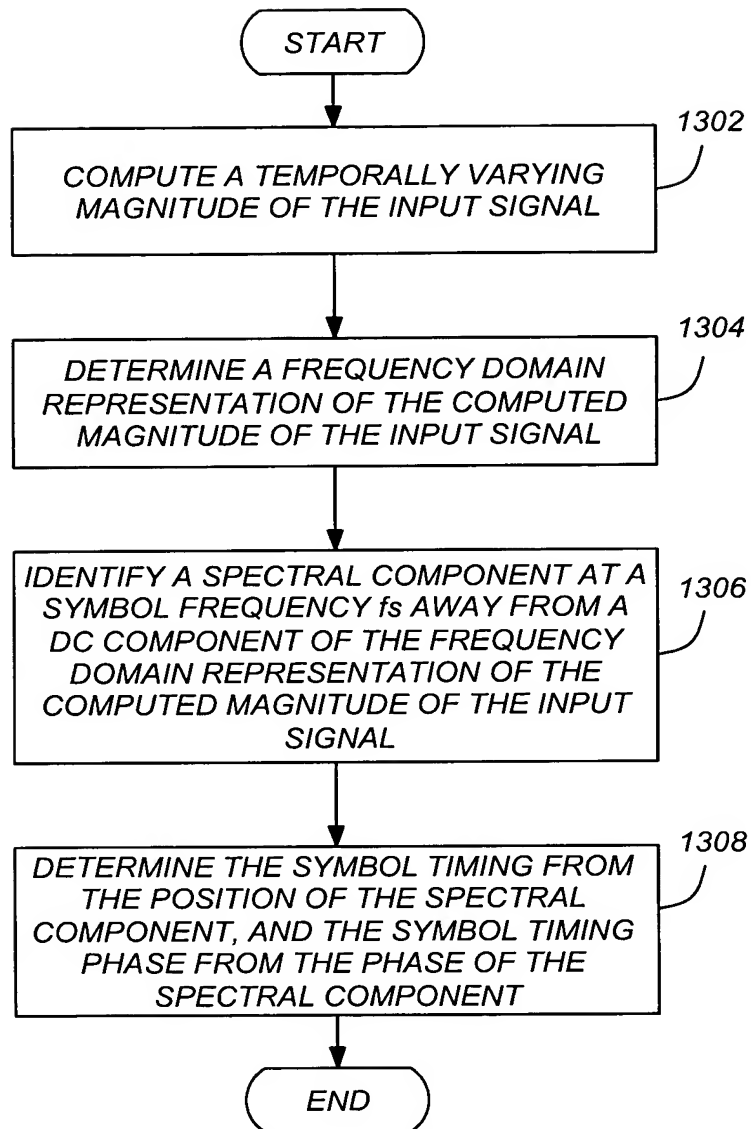 START
1302
COMPUTE A TEMPORALLY VARYING
MAGNITUDE OF THE INPUT SIGNAL
1304
DETERMINE A FREQUENCY DOMAIN
REPRESENTATION OF THE COMPUTED
MAGNITUDE OF THE INPUT SIGNAL
1306
IDENTIFY A SPECTRAL COMPONENT AT A
SYMBOL FREQUENCY fs AWAY FROM A
DC COMPONENT OF THE FREQUENCY
DOMAIN REPRESENTATION OF THE
COMPUTED MAGNITUDE OF THE INPUT
SIGNAL
1308
DETERMINE THE SYMBOL TIMING FROM
THE POSITION OF THE SPECTRAL
COMPONENT, AND THE SYMBOL TIMING
PHASE FROM THE PHASE OF THE
SPECTRAL COMPONENT
END